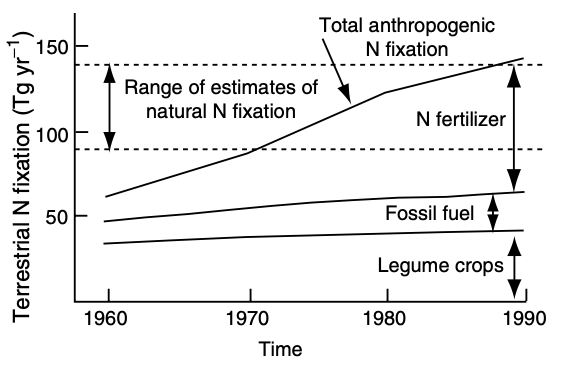 Total anthropogenic
N fixation
150
Range of estimates of
natural N fixation
N fertilizer
100
50
Fossil fuel
Legume crops
Terrestrial N fixation (Tg yr⁻¹)
1960
1970
1980
1990
Time